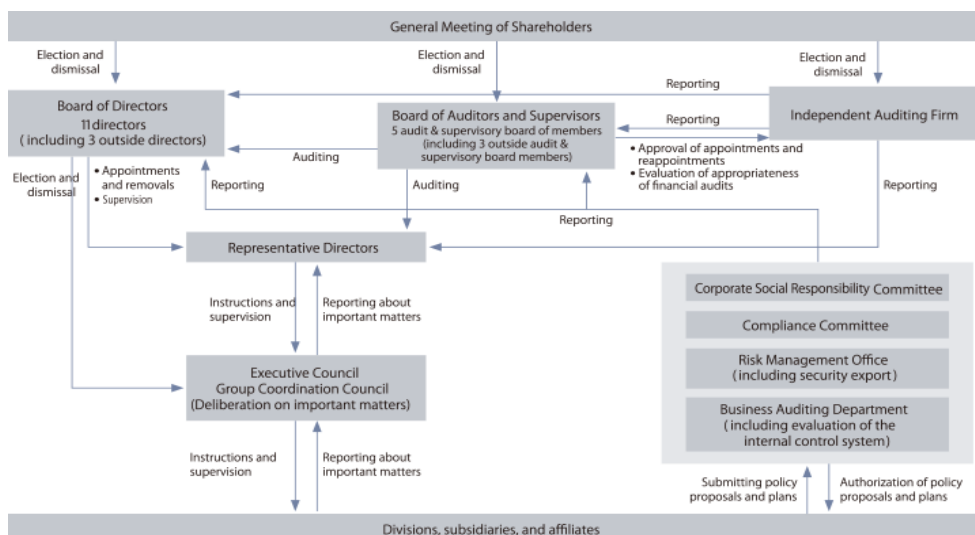 General Meeting of Shareholders
Election and
dismissal
Election and
dismissal
Election and
dismissal
Reporting
Board of Directors
11 directors
( including 3 outside directors)
Board of Auditors and Supervisors
5 audit & supervisory board of members
(including 3 outside audit &
supervisory board members)
Independent Auditing Firm
Reporting
Auditing
• Approval of appointments and
reappointments
• Evaluation of appropriateness
of financial audits
Election and
dismissal
• Appointments
and removals
• Supervision
Reporting
Auditing
Reporting
Reporting
Representative Directors
Instructions and
supervision
Reporting about
important matters
Corporate Social Responsibility Committee
Compliance Committee
Risk Management Office
(including security export)
Business Auditing Department
( including evaluation of the
internal control system)
Executive Council
Group Coordination Council
(Deliberation on important matters)
Instructions and
supervision
Reporting about
important matters
Submitting policy
proposals and plans
Authorization of policy
proposals and plans
Divisions, subsidiaries, and affiliates